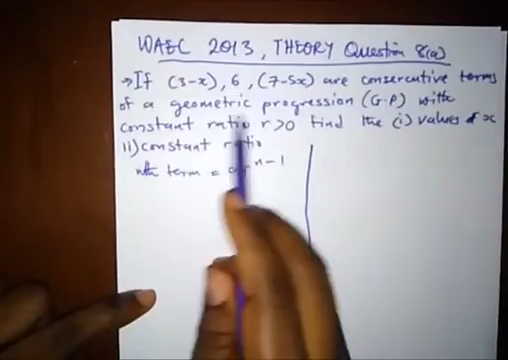 WAEC 2013, THEORY Question 8(a)
→If (3-x), 6, (7-5x) are consercutive terms
of a geometric progression (G.P) with
constant ratio r>0 find the (i) values of x
ii) constant ratio
nth term = ar^n-1